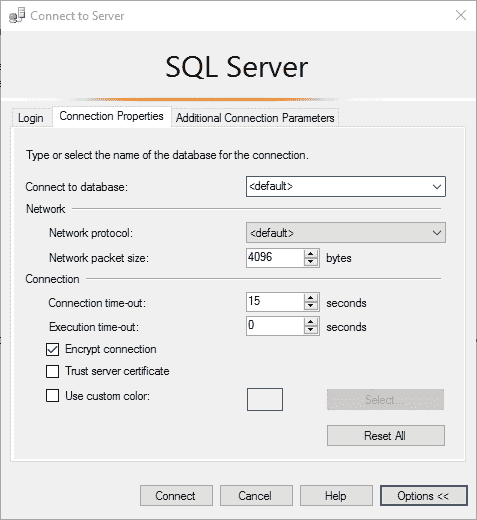 Connect to Server
SQL Server
Login Connection Properties Additional Connection Parameters
Type or select the name of the database for the connection.
Connect to database: <default>
Network
Network protocol: <default>
Network packet size: 4096 bytes
Connection
Connection time-out: 15 seconds
Execution time-out: 0 seconds
Encrypt connection
Trust server certificate
Use custom color: Select...
Reset All
Connect Cancel Help Options <<